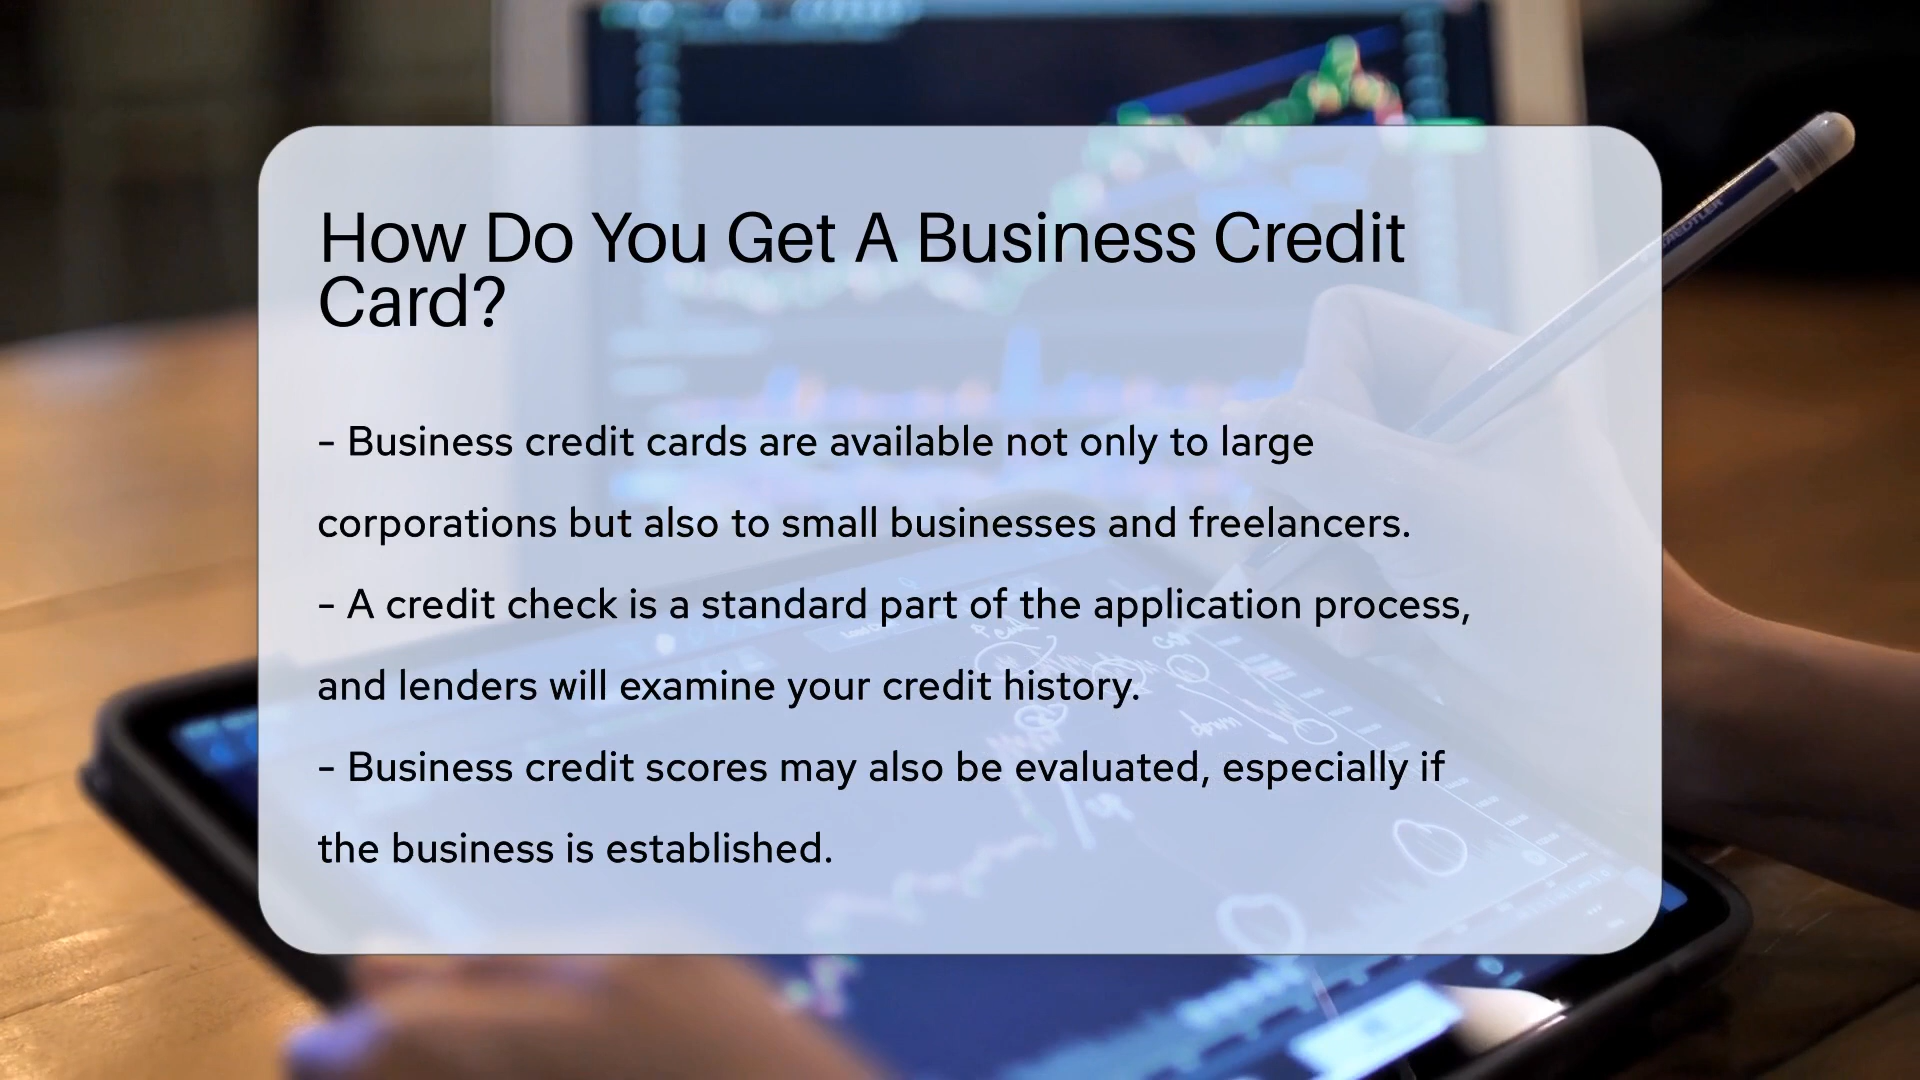 How Do You Get A Business Credit
Card?
– Business credit cards are available not only to large
corporations but also to small businesses and freelancers.
– A credit check is a standard part of the application process,
and lenders will examine your credit history.
– Business credit scores may also be evaluated, especially if
the business is established.
down